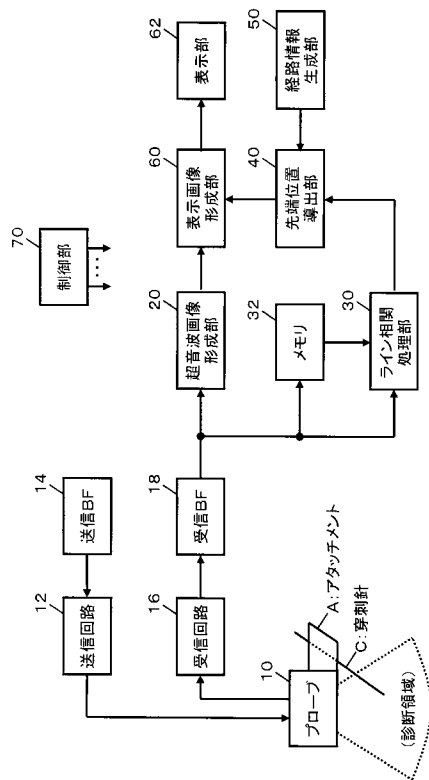 70
制御部
14
送信BF
12
送信回路
18
受信BF
16
受信回路
10
プローブ
A:アタッチメント
C:穿刺針
(診断領域)
20
超音波画像
形成部
60
表示画像
形成部
62
表示部
32
メモリ
30
ライン相関
処理部
40
先端位置
導出部
50
経路情報
生成部